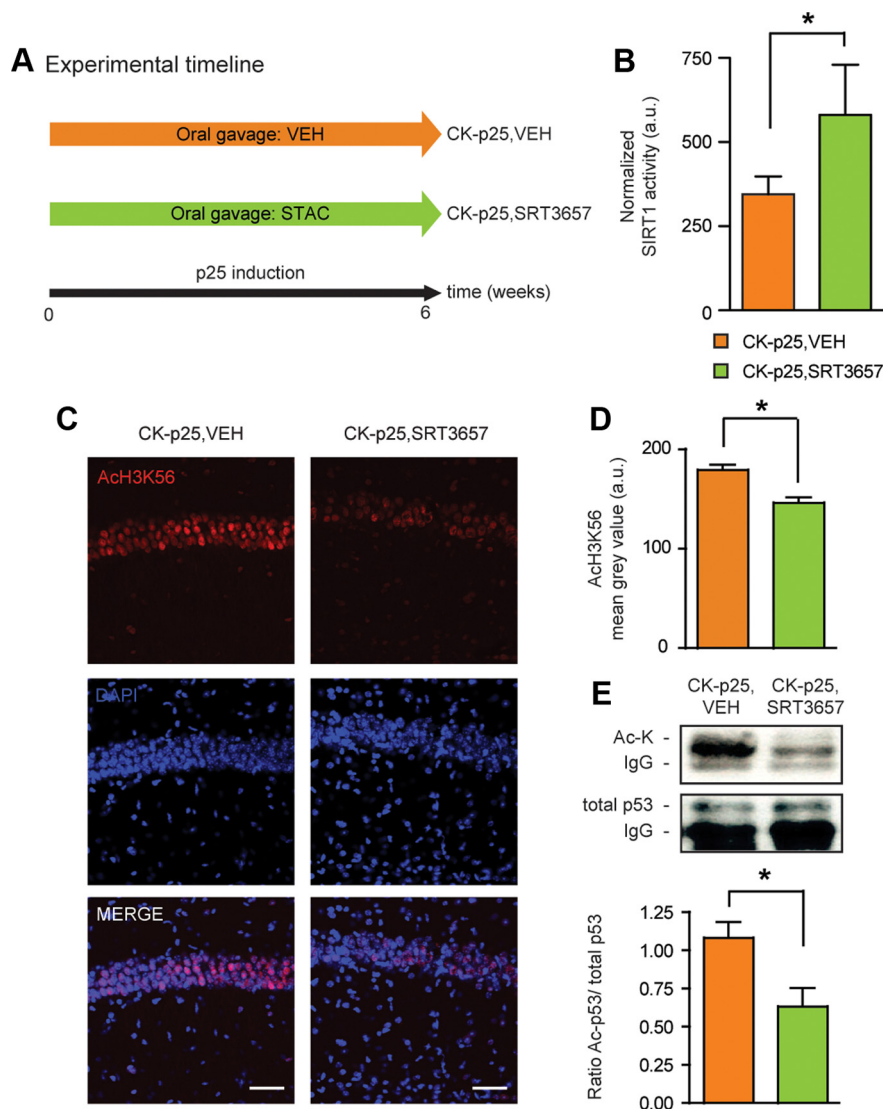 A Experimental timeline
Oral gavage: VEH
CK-p25,VEH
Oral gavage: STAC
CK-p25,SRT3657
p25 induction
time (weeks)
0
6
B
*
Normalized
SIRT1 activity (a.u.)
750
500
250
0
CK-p25,VEH
CK-p25,SRT3657
C
CK-p25,VEH
CK-p25,SRT3657
AcH3K56
DAPI
MERGE
D
*
AcH3K56
mean grey value (a.u.)
200
100
0
E
CK-p25,
VEH
CK-p25,
SRT3657
Ac-K -
IgG -
total p53 -
IgG -
*
Ratio Ac-p53/ total p53
1.25
1.00
0.75
0.50
0.25
0.00